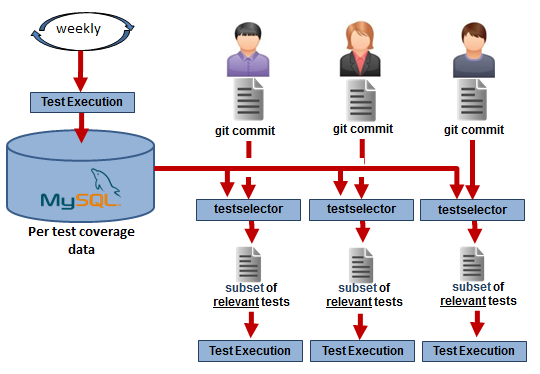 weekly
Test Execution
MySQL
Per test coverage
data
git commit
git commit
git commit
testselector
testselector
testselector
subset of
relevant tests
subset of
relevant tests
subset of
relevant tests
Test Execution
Test Execution
Test Execution